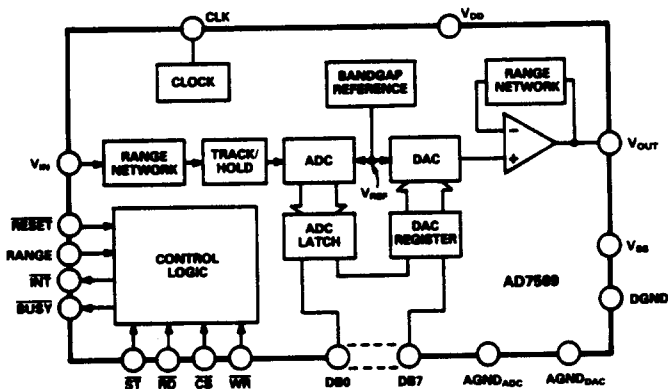 CLK
VDD
CLOCK
BANDGAP
REFERENCE
RANGE
NETWORK
VIN
RANGE
NETWORK
TRACK/
HOLD
ADC
VREF
DAC
−
+
VOUT
RESET
RANGE
INT
BUSY
CONTROL
LOGIC
ADC
LATCH
DAC
REGISTER
VSS
AD7569
DGND
ST
RD
CS
WR
DB0
DB7
AGNDADC
AGNDDAC